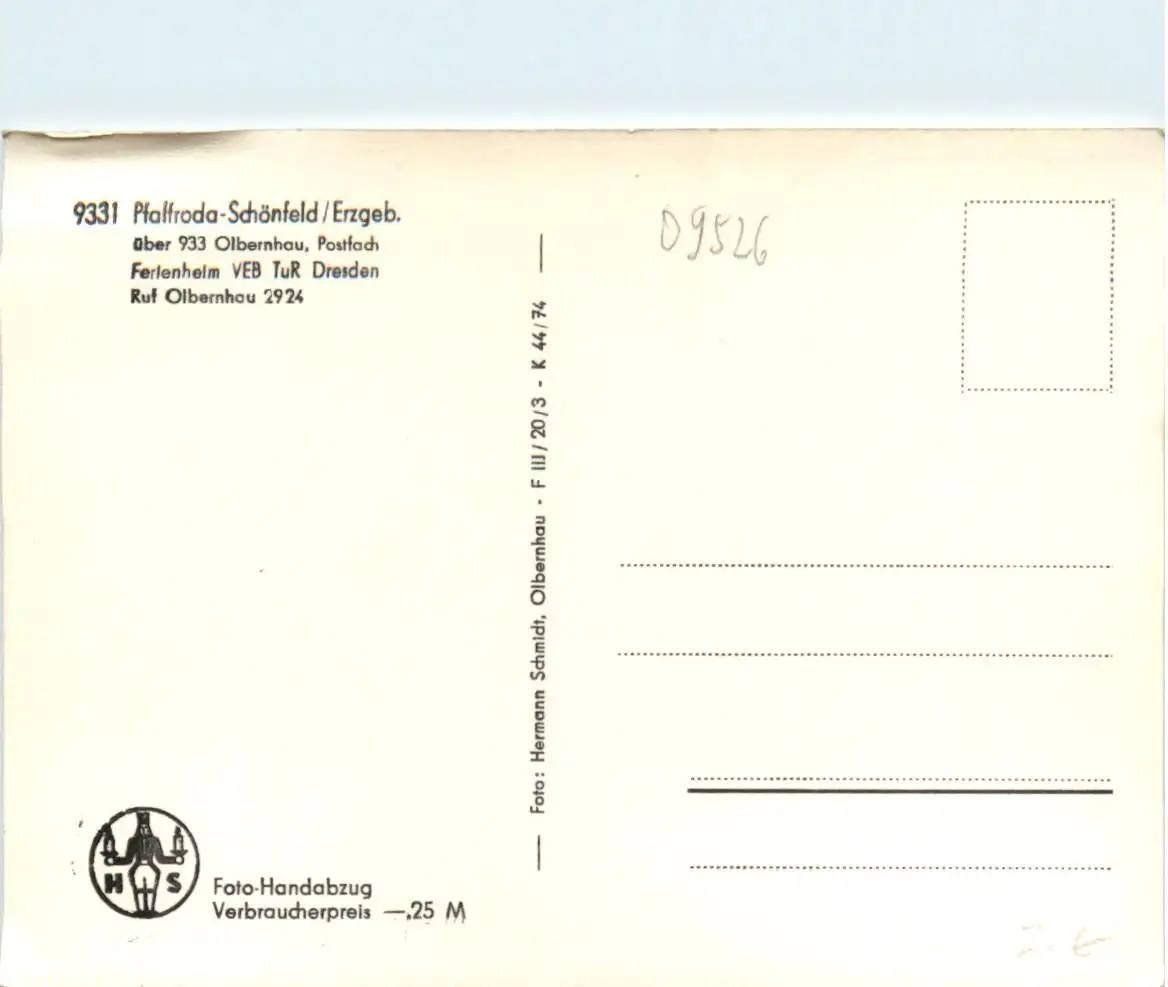 9331 Pfaffroda-Schönfeld/Erzgeb.
über 933 Olbernhau, Postfach
Ferienheim VEB TuR Dresden
Ruf Olbernhau 2924
D9526
Foto: Hermann Schmidt, Olbernhau - F III/20/3 - K 44/74
H S
Foto-Handabzug
Verbraucherpreis —.25 M